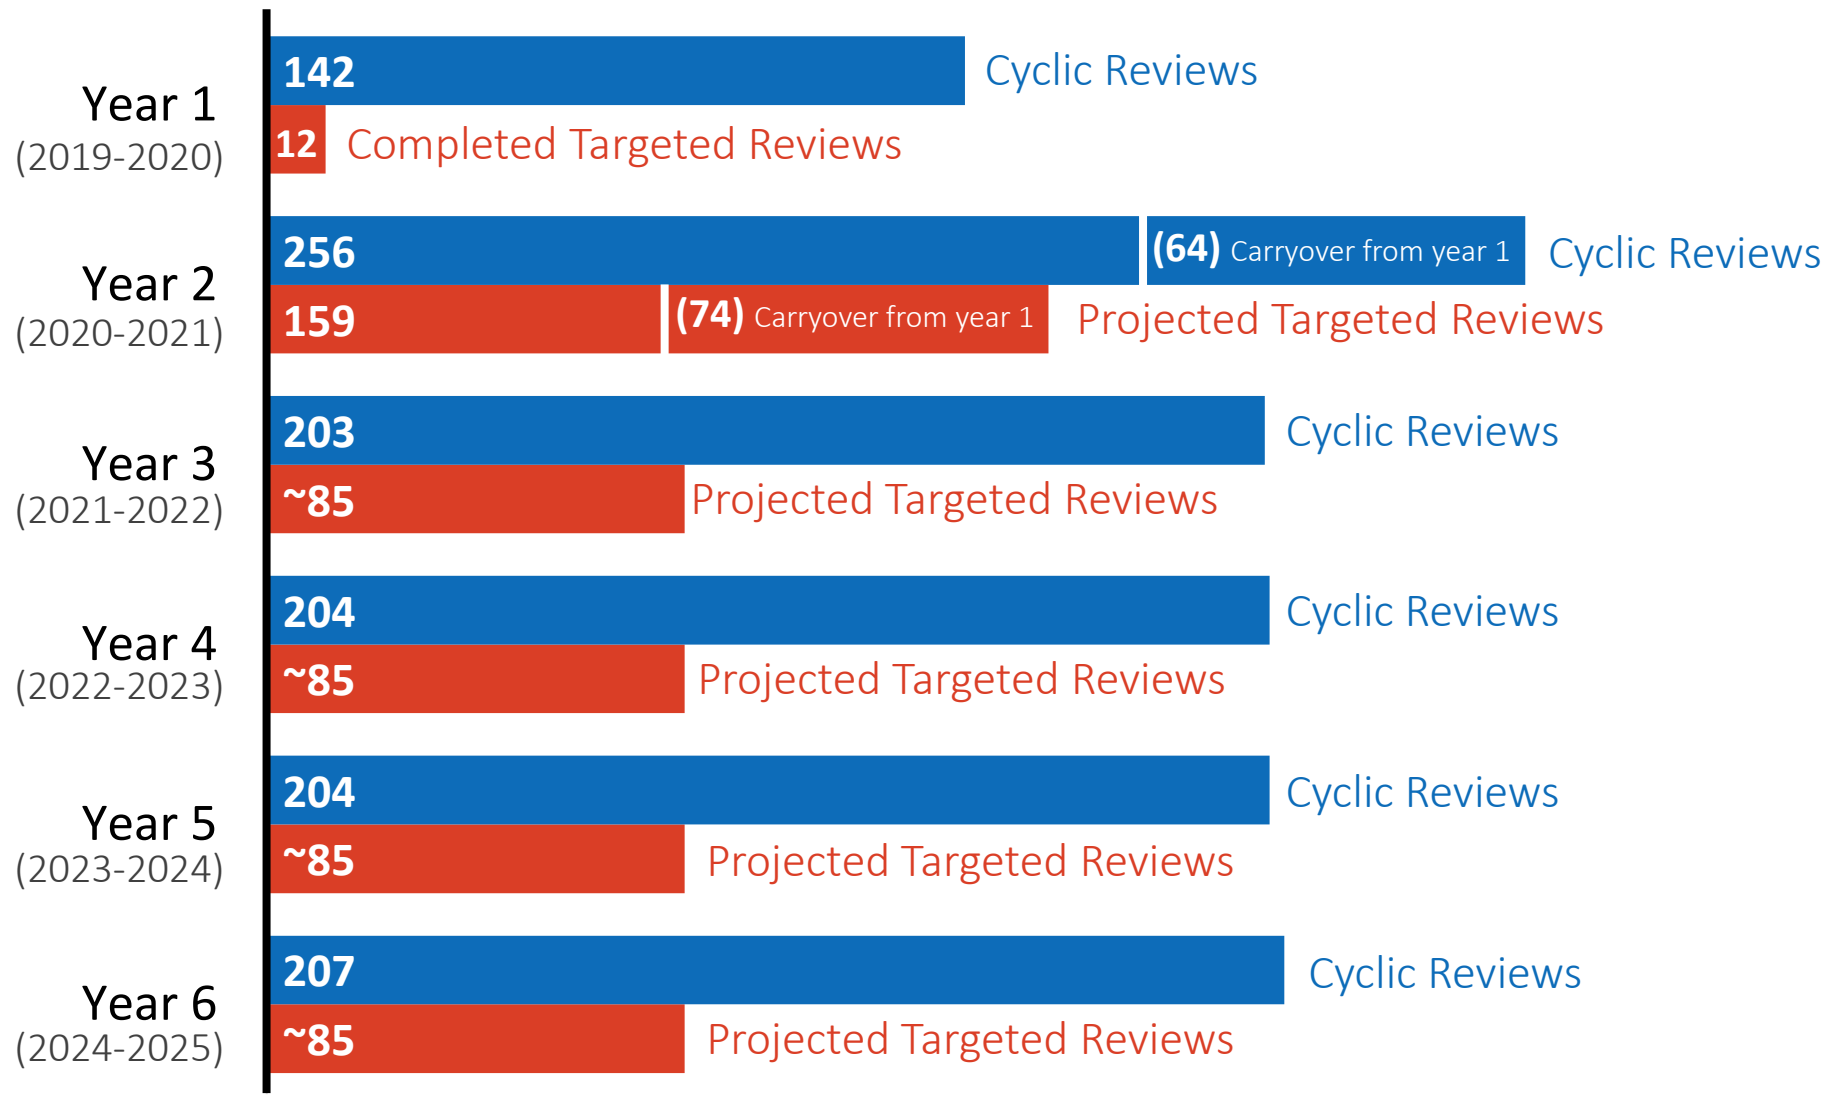 142 Cyclic Reviews
Year 1
12 Completed Targeted Reviews
(2019-2020)
256 (64) Carryover from year 1 Cyclic Reviews
Year 2
159 (74) Carryover from year 1 Projected Targeted Reviews
(2020-2021)
203 Cyclic Reviews
Year 3
~85 Projected Targeted Reviews
(2021-2022)
204 Cyclic Reviews
Year 4
~85 Projected Targeted Reviews
(2022-2023)
204 Cyclic Reviews
Year 5
~85 Projected Targeted Reviews
(2023-2024)
207 Cyclic Reviews
Year 6
~85 Projected Targeted Reviews
(2024-2025)